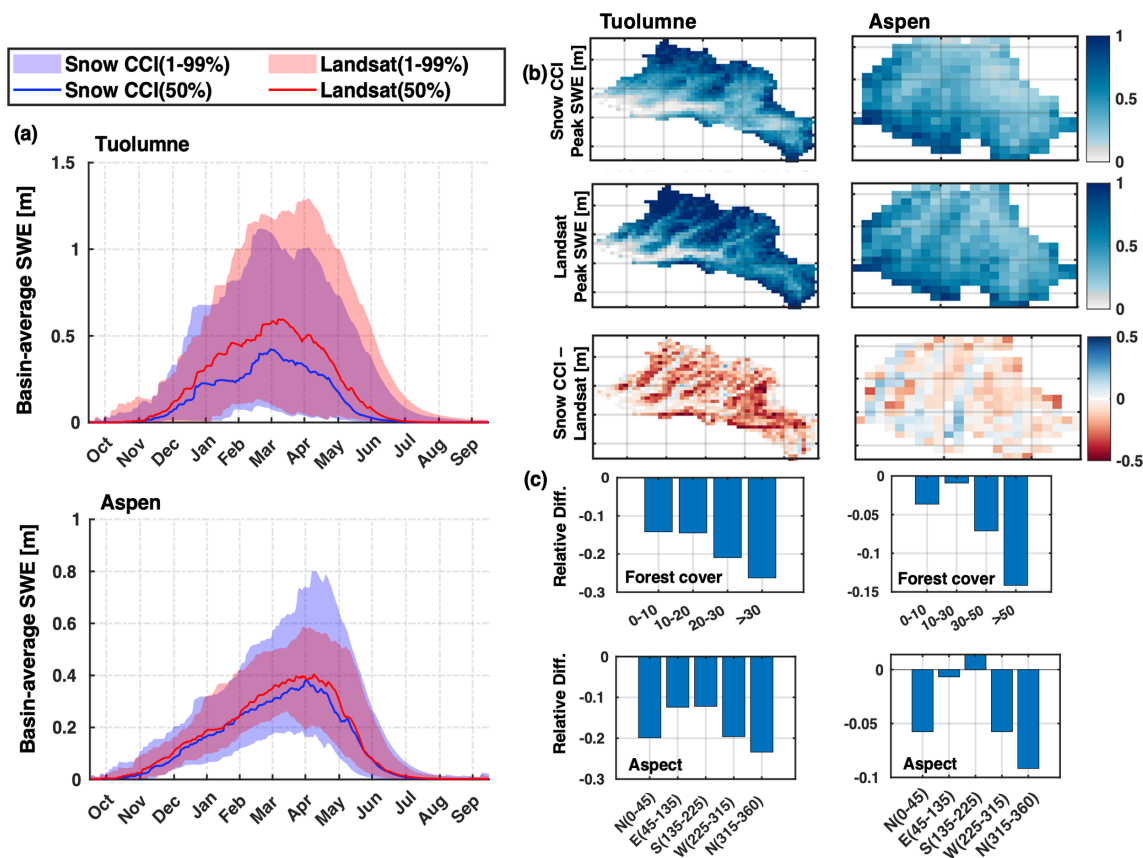 Snow CCI(1-99%)
Landsat(1-99%)
Snow CCI(50%)
Landsat(50%)
(a)
Tuolumne
Basin-average SWE [m]
1.5
1
0.5
0
Oct
Nov
Dec
Jan
Feb
Mar
Apr
May
Jun
Jul
Aug
Sep
Aspen
Basin-average SWE [m]
1
0.8
0.6
0.4
0.2
0
Oct
Nov
Dec
Jan
Feb
Mar
Apr
May
Jun
Jul
Aug
Sep
(b)
Tuolumne
Aspen
Snow CCI
Peak SWE [m]
1
0.5
0
Landsat
Peak SWE [m]
1
0.5
0
Snow CCI –
Landsat [m]
0.5
0
-0.5
(c)
Relative Diff.
0
-0.1
-0.2
-0.3
Forest cover
0-10
10-20
20-30
>30
0
-0.05
-0.1
-0.15
Forest cover
0-10
10-30
30-50
>50
Relative Diff.
0
-0.1
-0.2
-0.3
Aspect
N(0-45)
E(45-135)
S(135-225)
W(225-315)
N(315-360)
0
-0.05
-0.1
Aspect
N(0-45)
E(45-135)
S(135-225)
W(225-315)
N(315-360)